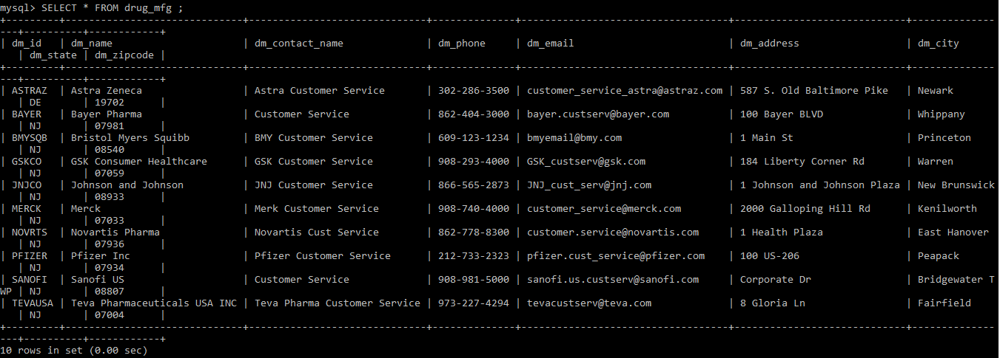 mysql> SELECT * FROM drug_mfg ;
+---------+------------------------------+------------------------------+--------------+-----------------------------------+-----------------------------+--------------
---+----------+------------+
| dm_id   | dm_name                      | dm_contact_name              | dm_phone     | dm_email                          | dm_address                  | dm_city
   | dm_state | dm_zipcode |
+---------+------------------------------+------------------------------+--------------+-----------------------------------+-----------------------------+--------------
---+----------+------------+
| ASTRAZ  | Astra Zeneca                 | Astra Customer Service       | 302-286-3500 | customer_service_astra@astraz.com | 587 S. Old Baltimore Pike   | Newark
   | DE       | 19702      |
| BAYER   | Bayer Pharma                 | Customer Service             | 862-404-3000 | bayer.custserv@bayer.com          | 100 Bayer BLVD              | Whippany
   | NJ       | 07981      |
| BMYSQB  | Bristol Myers Squibb         | BMY Customer Service         | 609-123-1234 | bmyemail@bmy.com                  | 1 Main St                   | Princeton
   | NJ       | 08540      |
| GSKCO   | GSK Consumer Healthcare      | GSK Customer Service         | 908-293-4000 | GSK_custserv@gsk.com              | 184 Liberty Corner Rd       | Warren
   | NJ       | 07059      |
| JNJCO   | Johnson and Johnson          | JNJ Customer Service         | 866-565-2873 | JNJ_cust_serv@jnj.com             | 1 Johnson and Johnson Plaza | New Brunswick
   | NJ       | 08933      |
| MERCK   | Merck                        | Merk Customer Service        | 908-740-4000 | customer_service@merck.com        | 2000 Galloping Hill Rd      | Kenilworth
   | NJ       | 07033      |
| NOVRTS  | Novartis Pharma              | Novartis Cust Service        | 862-778-8300 | customer.service@novartis.com     | 1 Health Plaza              | East Hanover
   | NJ       | 07936      |
| PFIZER  | Pfizer Inc                   | Pfizer Customer Service      | 212-733-2323 | pfizer.cust_service@pfizer.com    | 100 US-206                  | Peapack
   | NJ       | 07934      |
| SANOFI  | Sanofi US                    | Customer Service             | 908-981-5000 | sanofi.us.custserv@sanofi.com     | Corporate Dr                | Bridgewater T
WP | NJ       | 08807      |
| TEVAUSA | Teva Pharmaceuticals USA INC | Teva Pharma Customer Service | 973-227-4294 | tevacustserv@teva.com             | 8 Gloria Ln                 | Fairfield
   | NJ       | 07004      |
+---------+------------------------------+------------------------------+--------------+-----------------------------------+-----------------------------+--------------
---+----------+------------+
10 rows in set (0.00 sec)